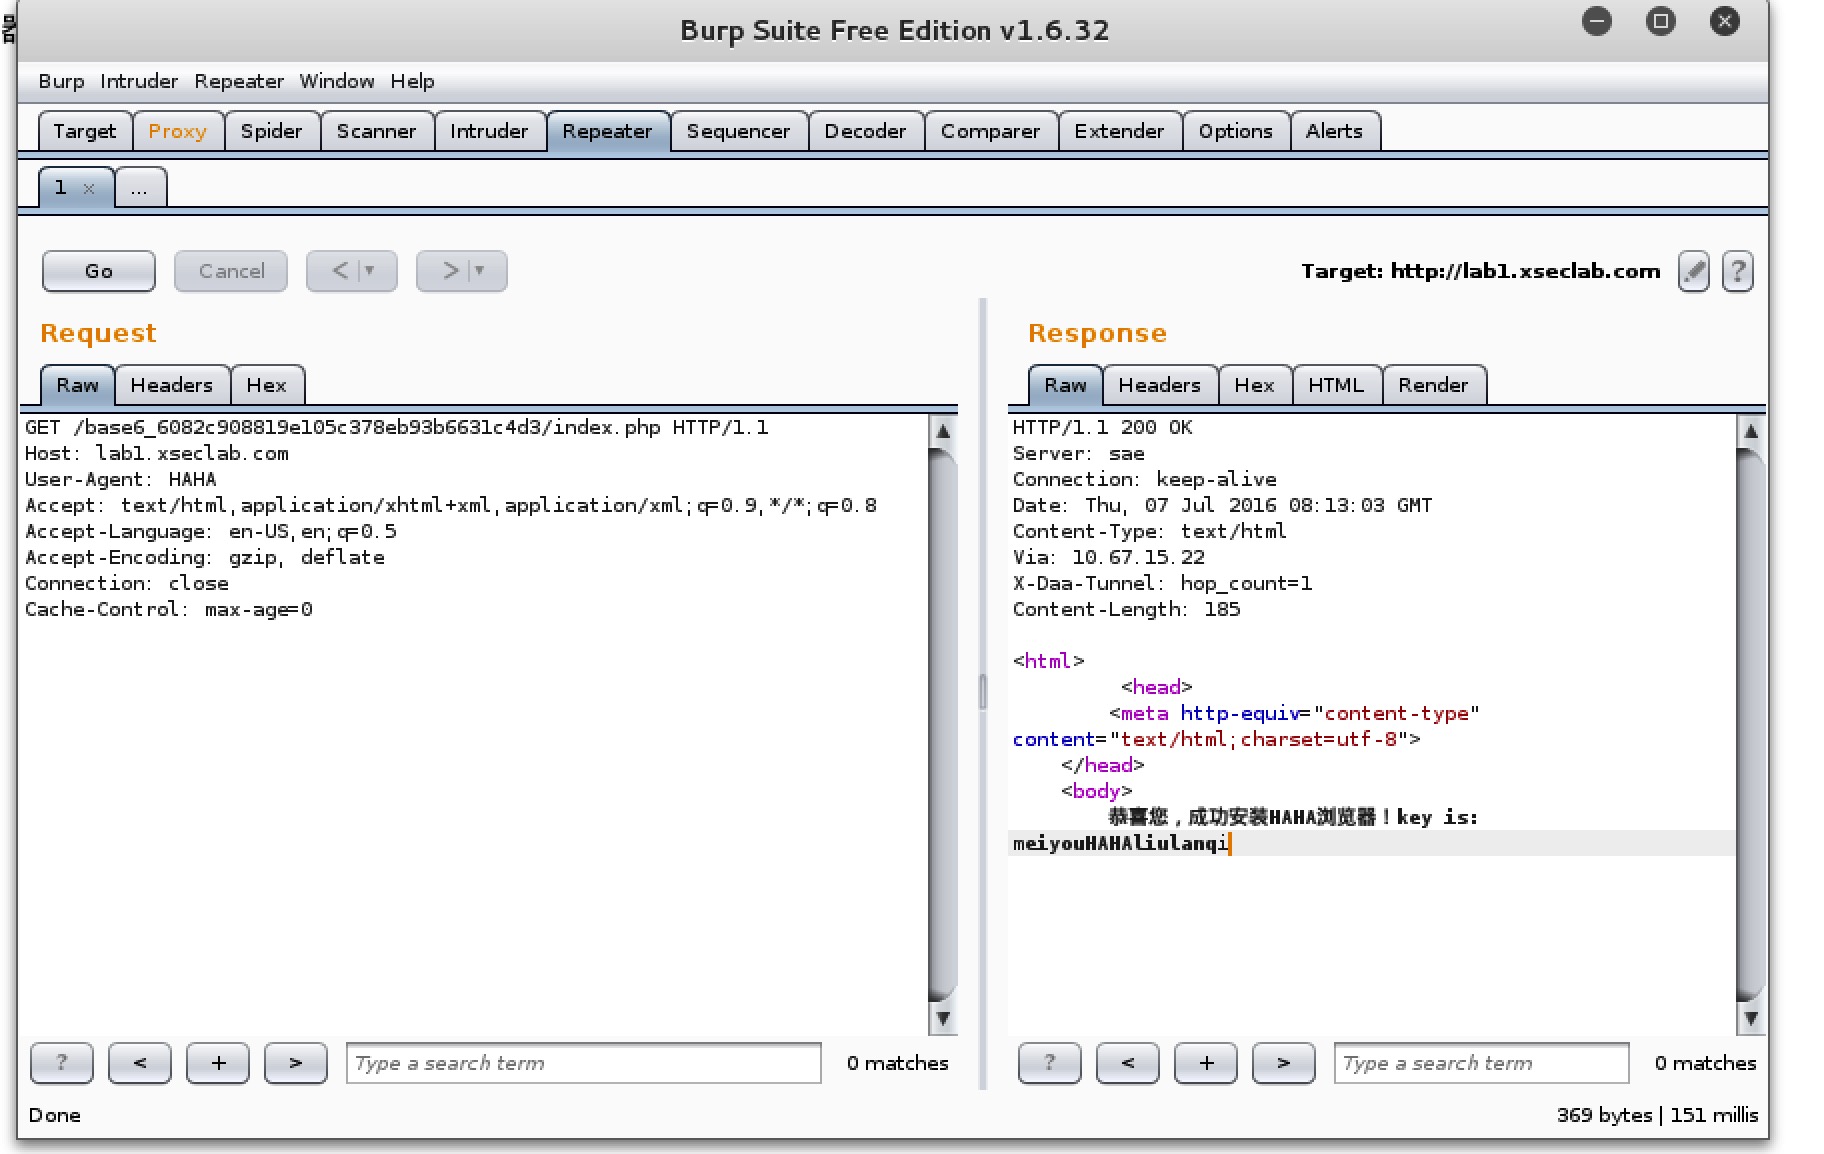 Burp Suite Free Edition v1.6.32
Burp Intruder Repeater Window Help
Target Proxy Spider Scanner Intruder Repeater Sequencer Decoder Comparer Extender Options Alerts
1 × ...
Go Cancel < ▼ > ▼ Target: http://lab1.xseclab.com ?
Request
Raw Headers Hex
GET /base6_6082c908819e105c378eb93b6631c4d3/index.php HTTP/1.1
Host: lab1.xseclab.com
User-Agent: HAHA
Accept: text/html,application/xhtml+xml,application/xml;q=0.9,*/*;q=0.8
Accept-Language: en-US,en;q=0.5
Accept-Encoding: gzip, deflate
Connection: close
Cache-Control: max-age=0
? < + > Type a search term 0 matches
Response
Raw Headers Hex HTML Render
HTTP/1.1 200 OK
Server: sae
Connection: keep-alive
Date: Thu, 07 Jul 2016 08:13:03 GMT
Content-Type: text/html
Via: 10.67.15.22
X-Daa-Tunnel: hop_count=1
Content-Length: 185
<html>
<head>
<meta http-equiv="content-type"
content="text/html;charset=utf-8">
</head>
<body>
恭喜您，成功安装HAHA浏览器！key is:
meiyouHAHAliulanqi
? < + > Type a search term 0 matches
Done 369 bytes | 151 millis